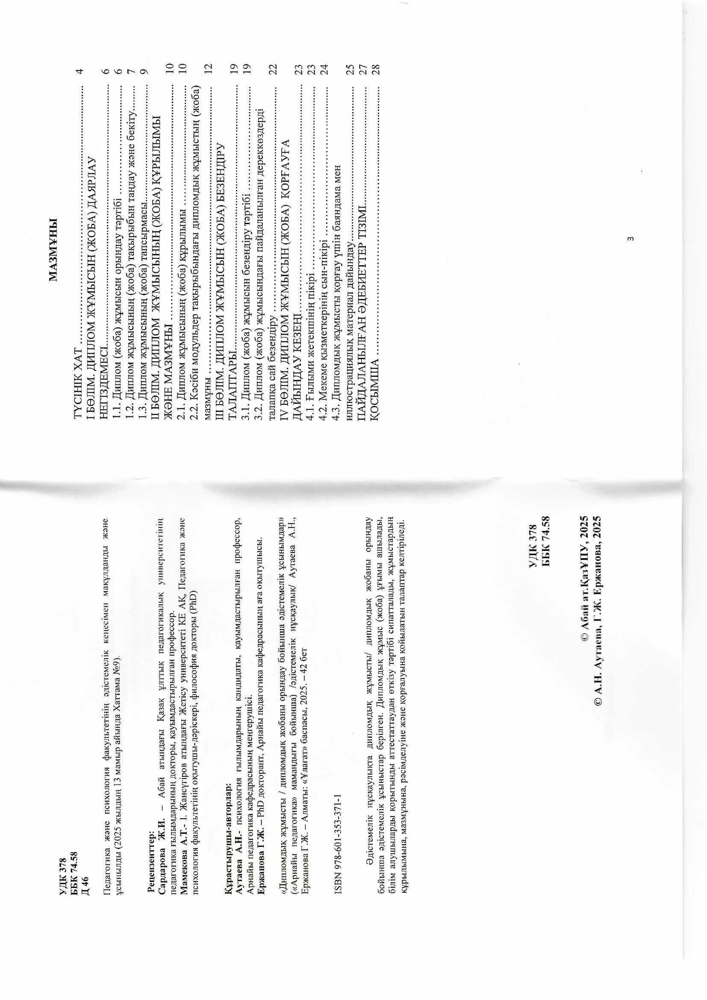 УДК 378
ББК 74.58
Д 46
Педагогика және психология факультетінің әдістемелік кеңесімен мақұлданды және
ұсынылды (2025 жылдың 13 мамыр айында Хаттама №9).
Рецензенттер:
Сардарова Ж.И. – Абай атындағы Қазақ ұлттық педагогикалық университетінің
педагогика ғылымдарының докторы, қауымдастырылған профессор.
Мамекова А.Т.- І. Жансүгіров атындағы Жетісу университеті КЕ АҚ, Педагогика және
психология факультетінің оқытушы-дәріскері, философия докторы (PhD)
Құрастырушы-авторлар:
Аутаева А.Н.- психология ғылымдарының кандидаты, қауымдастырылған профессор,
Арнайы педагогика кафедрасының меңгерушісі.
Ержанова Г.Ж. – PhD докторант, Арнайы педагогика кафедрасының аға оқытушысы.
«Дипломдық жұмысты / дипломдық жобаны орындау бойынша әдістемелік ұсынымдар»
(«Арнайы педагогика» мамандығы бойынша) /әдістемелік нұсқаулық/ Аутаева А.Н.,
Ержанова Г.Ж. – Алматы: «Ұлағат» баспасы, 2025. – 42 бет
ISBN 978-601-353-371-1
Әдістемелік нұсқаулықта дипломдық жұмысты/ дипломдық жобаны орындау
бойынша әдістемелік ұсыныстар берілген. Дипломдық жұмыс (жоба) ұғымы ашылады,
білім алушыларды қорытынды аттестаттаудан өткізу тәртібі сипатталады, жұмыстардың
құрылымына, мазмұнына, рәсімделуіне және қорғалуына қойылатын талаптар келтіріледі.
УДК 378
ББК 74.58
© Абай ат.ҚазҰПУ, 2025
© А.Н. Аутаева, Г.Ж. Ержанова, 2025
МАЗМҰНЫ
ТҮСІНІК ХАТ ........................................ 4
І БӨЛІМ. ДИПЛОМ ЖҰМЫСЫН (ЖОБА) ДАЯРЛАУ
НЕГІЗДЕМЕСІ........................................ 6
1.1. Диплом (жоба) жұмысын орындау тәртібі ........................ 6
1.2. Диплом жұмысының (жоба) тақырыбын таңдау және бекіту......... 7
1.3. Диплом жұмысының (жоба) тапсырмасы........................ 9
ІІ БӨЛІМ. ДИПЛОМ ЖҰМЫСЫНЫҢ (ЖОБА) ҚҰРЫЛЫМЫ
ЖӘНЕ МАЗМҰНЫ ........................................ 10
2.1. Диплом жұмысының (жоба) құрылымы ........................ 10
2.2. Кәсіби модульдер тақырыбындағы дипломдық жұмыстың (жоба)
мазмұны ........................................ 12
ІІІ БӨЛІМ. ДИПЛОМ ЖҰМЫСЫН (ЖОБА) БЕЗЕНДІРУ
ТАЛАПТАРЫ........................................ 19
3.1. Диплом (жоба) жұмысын безендіру тәртібі ........................ 19
3.2. Диплом (жоба) жұмысындағы пайдаланылған дереккөздерді
талапқа сай безендіру ........................................ 22
IV БӨЛІМ. ДИПЛОМ ЖҰМЫСЫН (ЖОБА) ҚОРҒАУҒА
ДАЙЫНДАУ КЕЗЕҢІ........................................ 23
4.1. Ғылыми жетекшінің пікірі ........................................ 23
4.2. Мекеме қызметкерінің сын-пікірі ........................................ 24
4.3. Дипломдық жұмысты қорғау үшін баяндама мен
иллюстрациялық материал дайындау........................................ 25
ПАЙДАЛАНЫЛҒАН ӘДЕБИЕТТЕР ТІЗІМІ........................ 27
ҚОСЫМША ........................................ 28
3